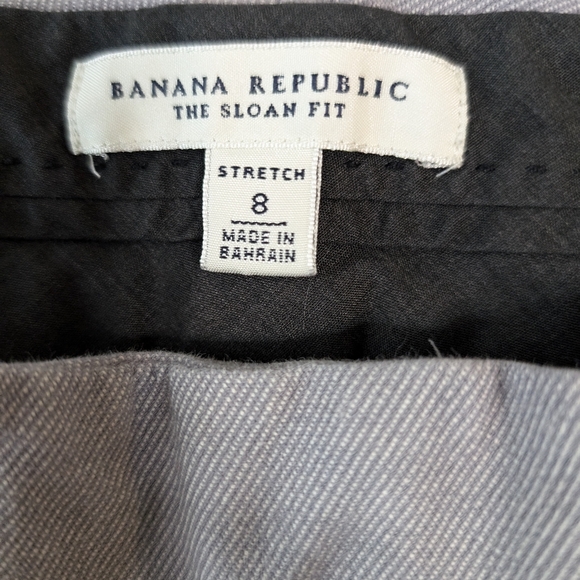 BANANA REPUBLIC
THE SLOAN FIT
STRETCH
8
MADE IN
BAHRAIN